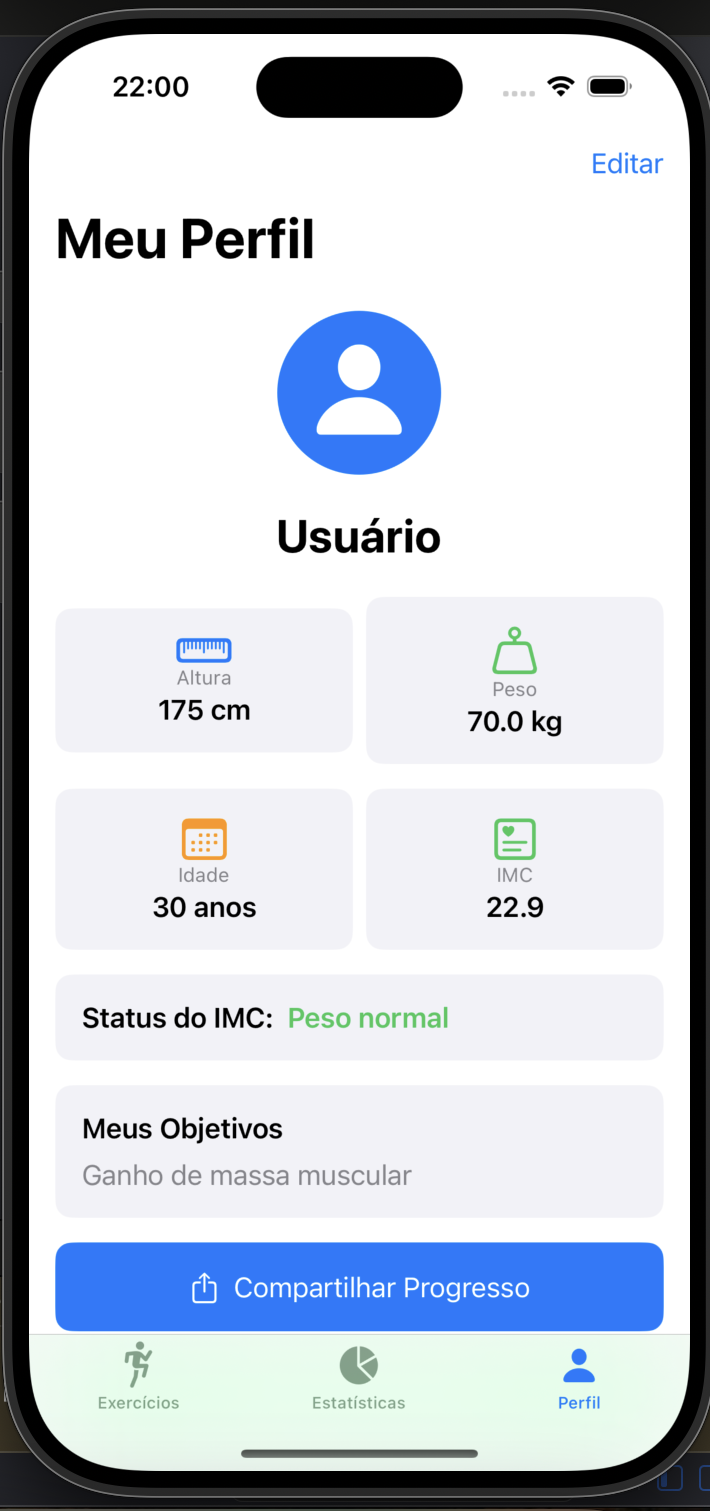 22:00
Editar
Meu Perfil
Usuário
Altura
175 cm
Peso
70.0 kg
Idade
30 anos
IMC
22.9
Status do IMC: Peso normal
Meus Objetivos
Ganho de massa muscular
Compartilhar Progresso
Exercícios
Estatísticas
Perfil